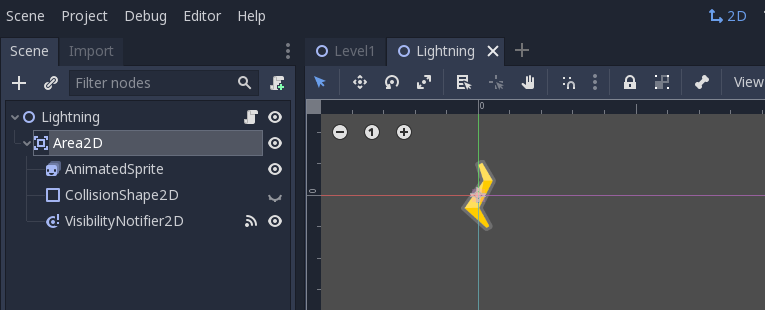 Scene Project Debug Editor Help 2D
Scene Import Level1 Lightning
Filter nodes View
Lightning
Area2D
AnimatedSprite
CollisionShape2D
VisibilityNotifier2D
0
1
0